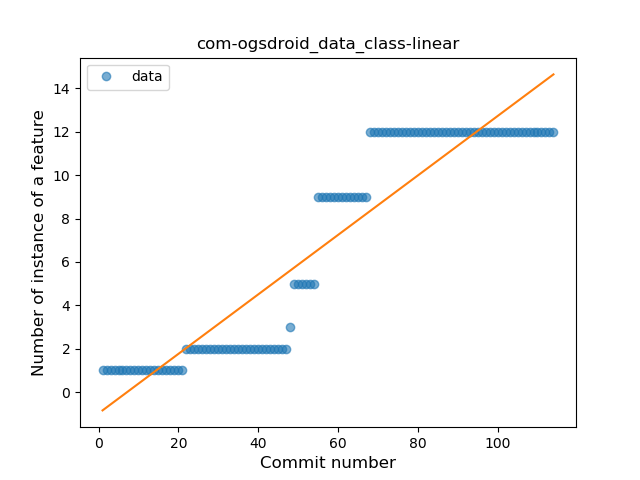 com-ogsdroid_data_class-linear
data
Number of instance of a feature
14
12
10
8
6
4
2
0
0 20 40 60 80 100
Commit number